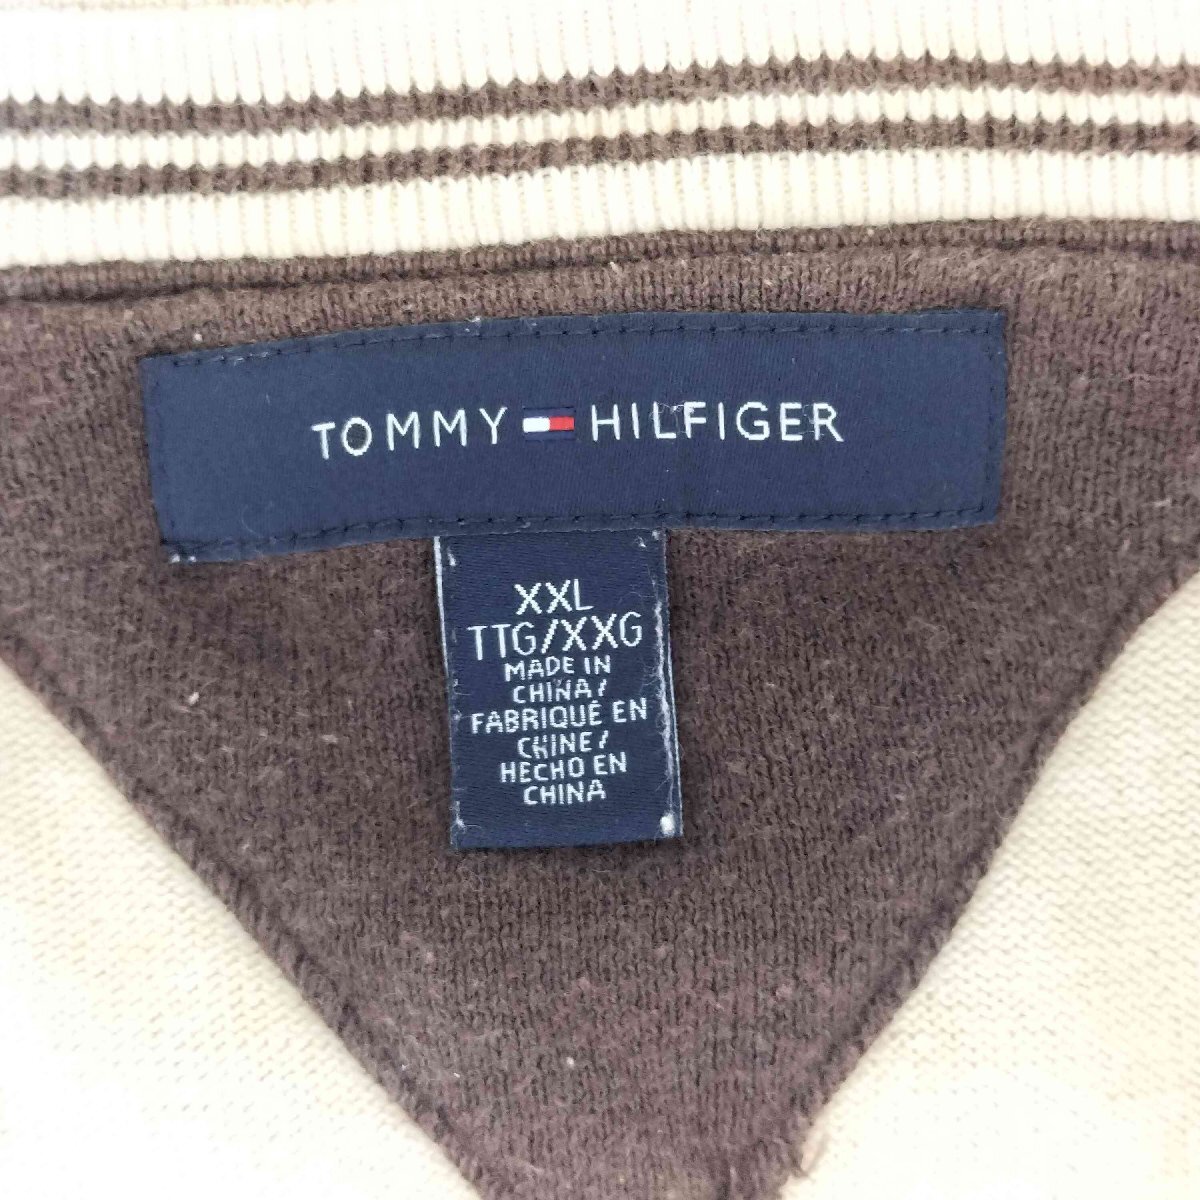 TOMMY HILFIGER
XXL
TTG/XXG
MADE IN
CHINA/
FABRIQUÉ EN
CHINE/
HECHO EN
CHINA